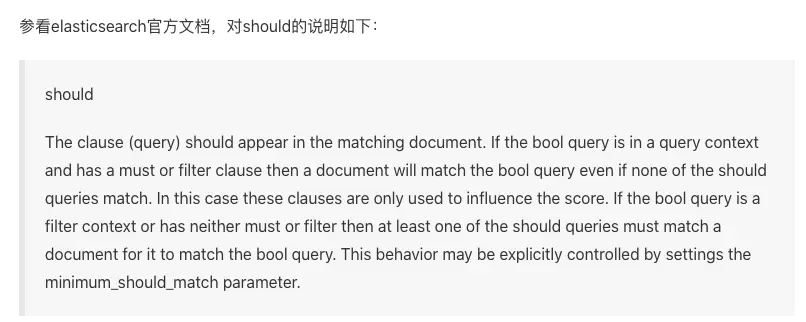 参看elasticsearch官方文档，对should的说明如下：
should
The clause (query) should appear in the matching document. If the bool query is in a query context
and has a must or filter clause then a document will match the bool query even if none of the should
queries match. In this case these clauses are only used to influence the score. If the bool query is a
filter context or has neither must or filter then at least one of the should queries must match a
document for it to match the bool query. This behavior may be explicitly controlled by settings the
minimum_should_match parameter.